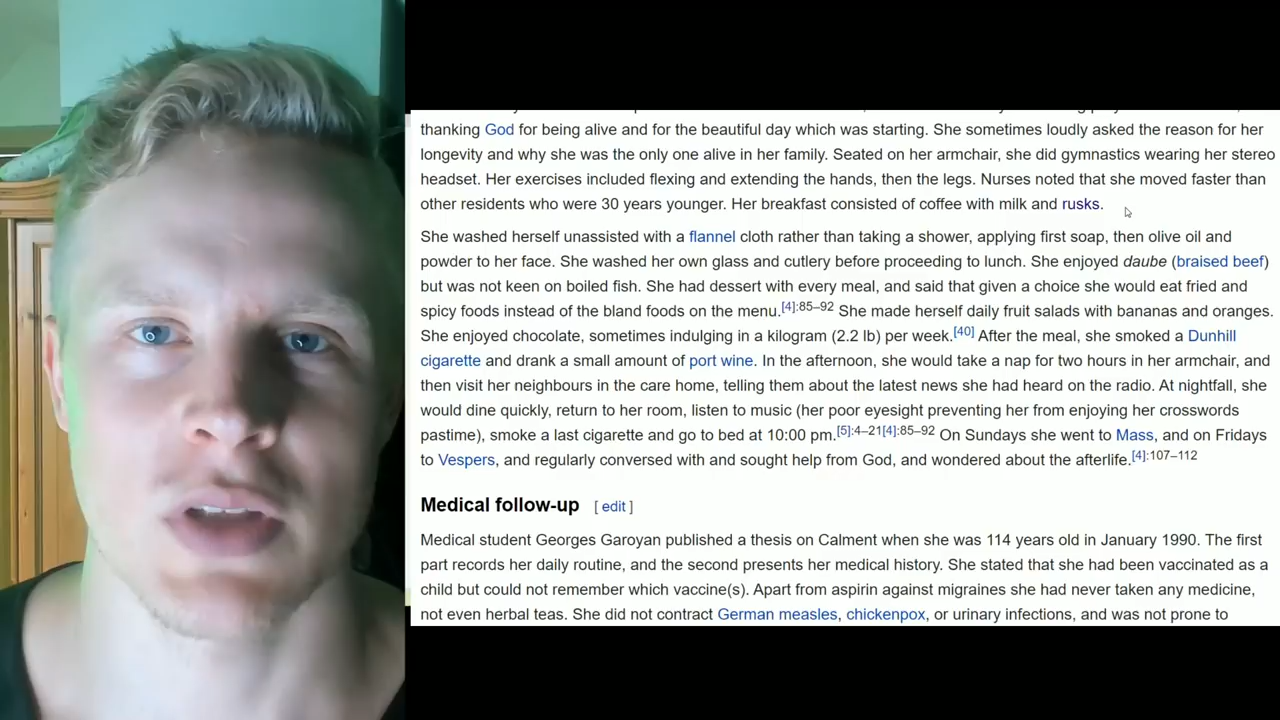 thanking God for being alive and for the beautiful day which was starting. She sometimes loudly asked the reason for her
longevity and why she was the only one alive in her family. Seated on her armchair, she did gymnastics wearing her stereo
headset. Her exercises included flexing and extending the hands, then the legs. Nurses noted that she moved faster than
other residents who were 30 years younger. Her breakfast consisted of coffee with milk and rusks.
She washed herself unassisted with a flannel cloth rather than taking a shower, applying first soap, then olive oil and
powder to her face. She washed her own glass and cutlery before proceeding to lunch. She enjoyed daube (braised beef)
but was not keen on boiled fish. She had dessert with every meal, and said that given a choice she would eat fried and
spicy foods instead of the bland foods on the menu.[4]:85–92 She made herself daily fruit salads with bananas and oranges.
She enjoyed chocolate, sometimes indulging in a kilogram (2.2 lb) per week.[40] After the meal, she smoked a Dunhill
cigarette and drank a small amount of port wine. In the afternoon, she would take a nap for two hours in her armchair, and
then visit her neighbours in the care home, telling them about the latest news she had heard on the radio. At nightfall, she
would dine quickly, return to her room, listen to music (her poor eyesight preventing her from enjoying her crosswords
pastime), smoke a last cigarette and go to bed at 10:00 pm.[5]:4–21[4]:85–92 On Sundays she went to Mass, and on Fridays
to Vespers, and regularly conversed with and sought help from God, and wondered about the afterlife.[4]:107–112
Medical follow-up [ edit ]
Medical student Georges Garoyan published a thesis on Calment when she was 114 years old in January 1990. The first
part records her daily routine, and the second presents her medical history. She stated that she had been vaccinated as a
child but could not remember which vaccine(s). Apart from aspirin against migraines she had never taken any medicine,
not even herbal teas. She did not contract German measles, chickenpox, or urinary infections, and was not prone to